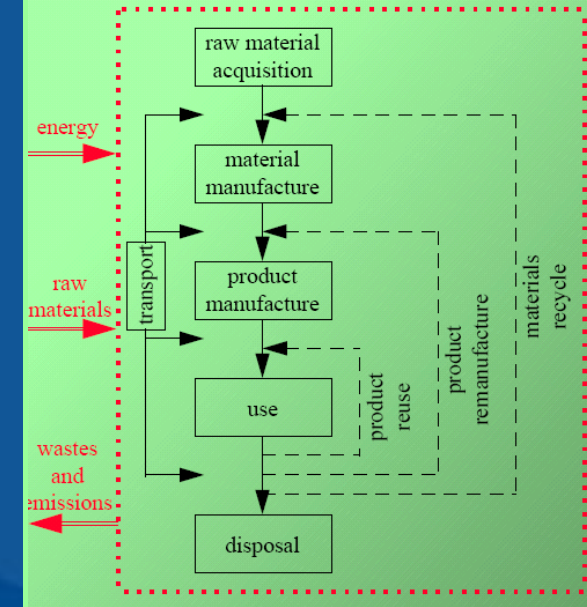 raw material
acquisition
energy
material
manufacture
transport
raw
materials
product
manufacture
materials
recycle
product
remanufacture
product
reuse
use
wastes
and
emissions
disposal